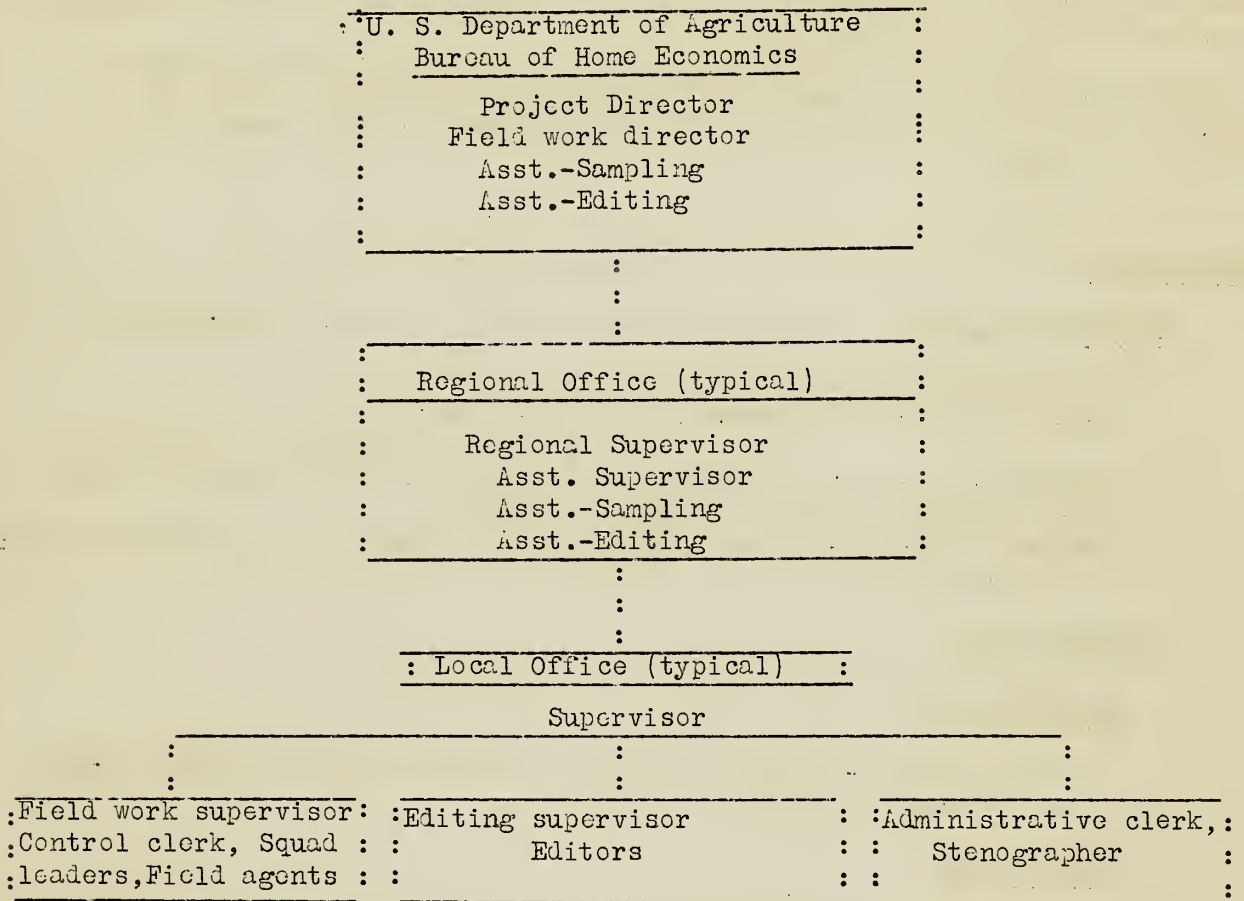 U. S. Department of Agriculture
Bureau of Home Economics
Project Director
Field work director
Asst.-Sampling
Asst.-Editing
Regional Office (typical)
Regional Supervisor
Asst. Supervisor
Asst.-Sampling
Asst.-Editing
Local Office (typical)
Supervisor
Field work supervisor
Control clerk, Squad
leaders,Field agents
Editing supervisor
Editors
Administrative clerk,
Stenographer